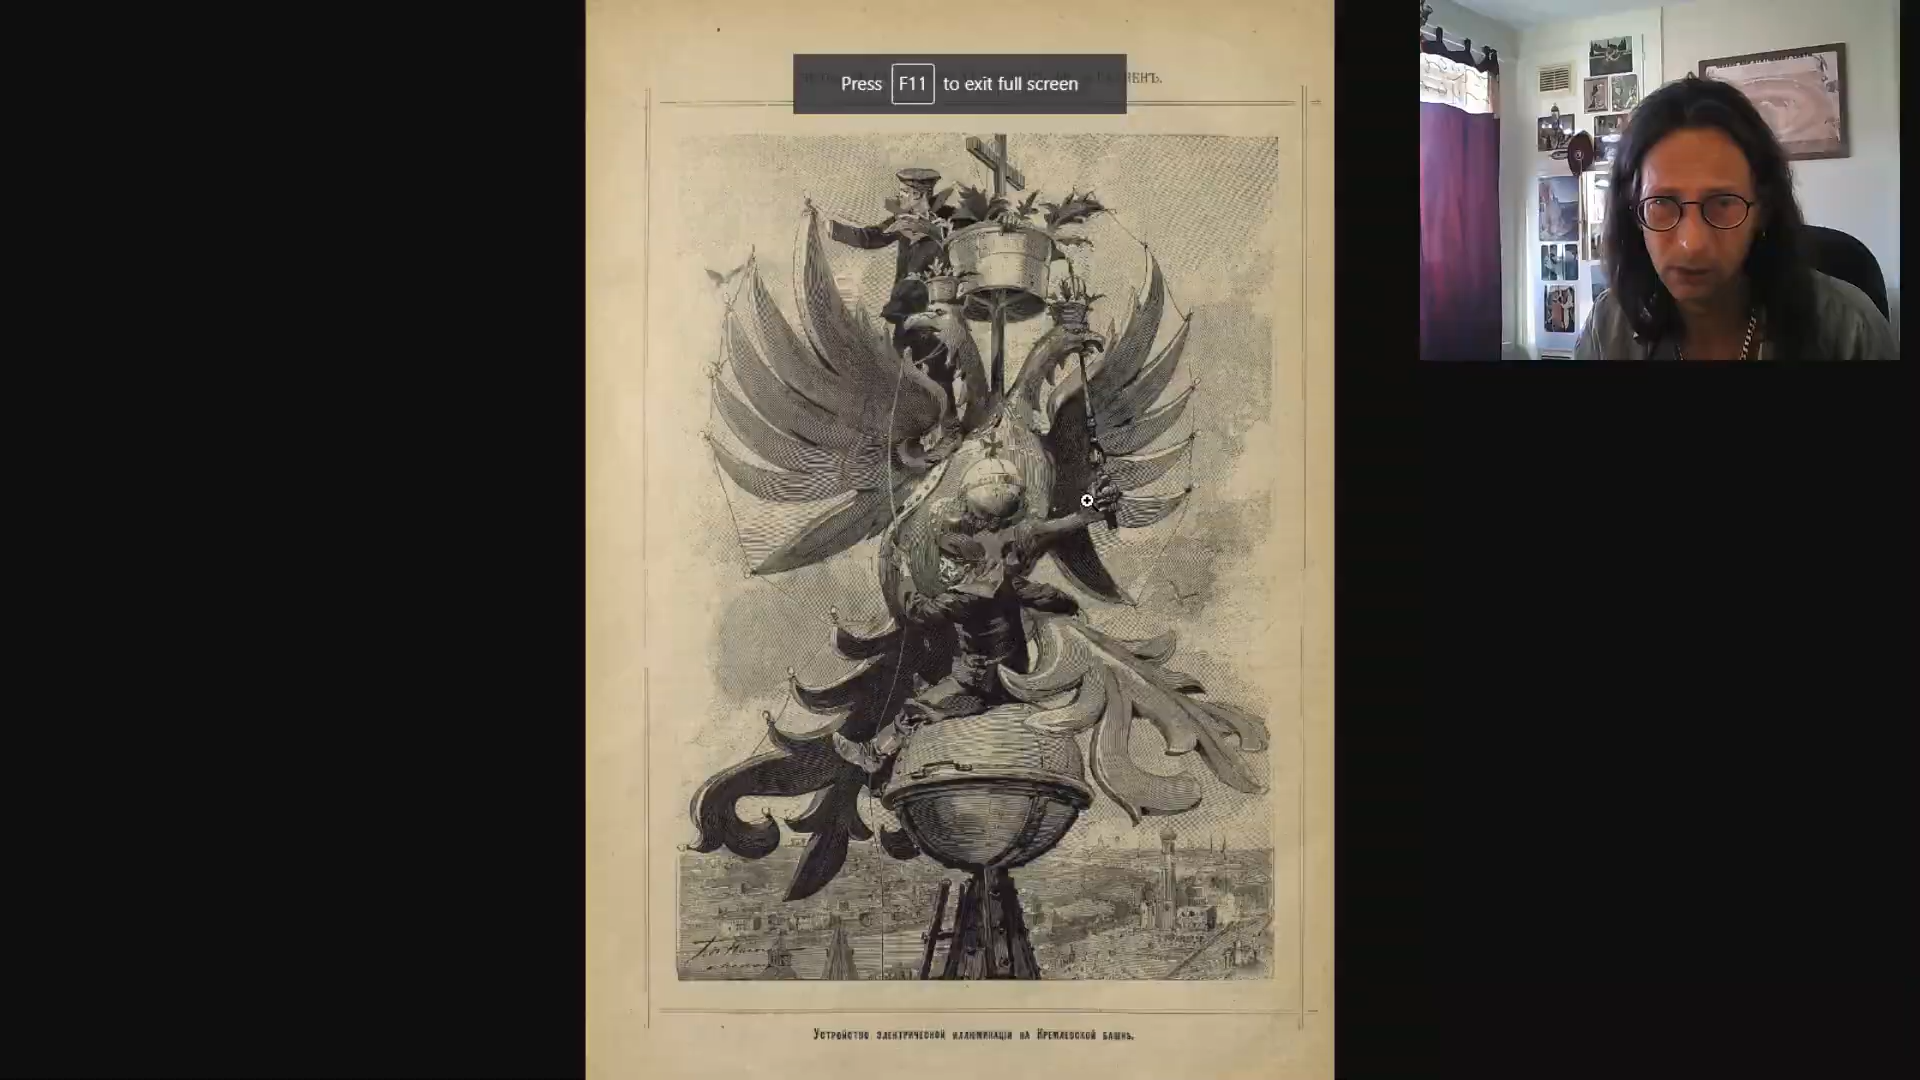 Press F11 to exit full screen
Устройство электрической иллюминаціи на Кремлевской башнѣ.